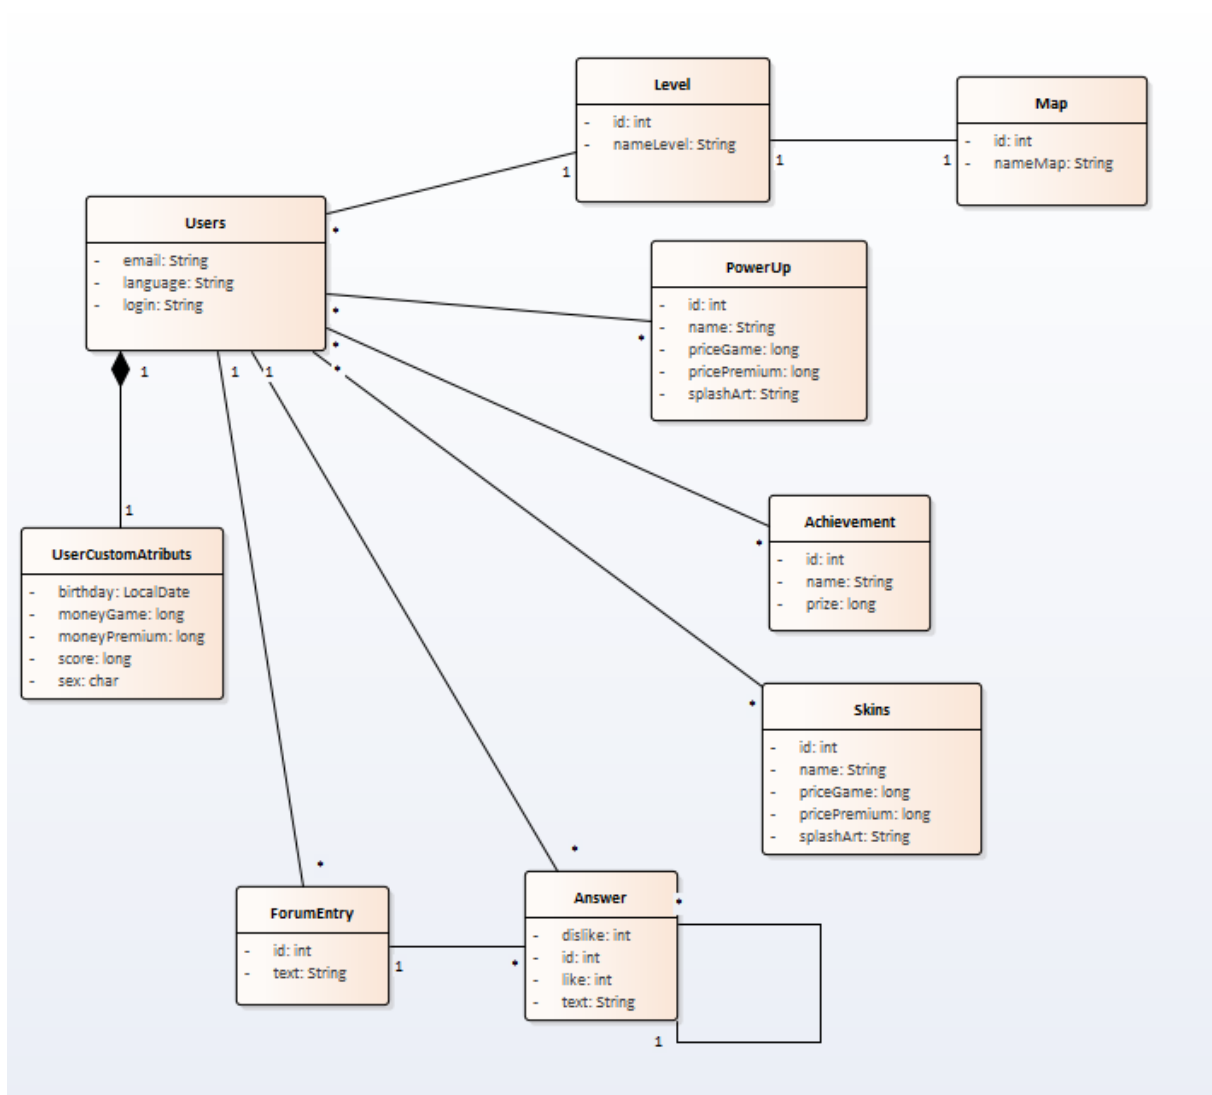 Level
- id: int
- nameLevel: String
Map
- id: int
- nameMap: String
1
1
1
Users
- email: String
- language: String
- login: String
*
*
*
*
PowerUp
- id: int
- name: String
- priceGame: long
- pricePremium: long
- splashArt: String
*
1
1
1
1
UserCustomAtributs
- birthday: LocalDate
- moneyGame: long
- moneyPremium: long
- score: long
- sex: char
Achievement
- id: int
- name: String
- prize: long
*
Skins
- id: int
- name: String
- priceGame: long
- pricePremium: long
- splashArt: String
*
*
*
ForumEntry
- id: int
- text: String
1
*
Answer
- dislike: int
- id: int
- like: int
- text: String
*
1